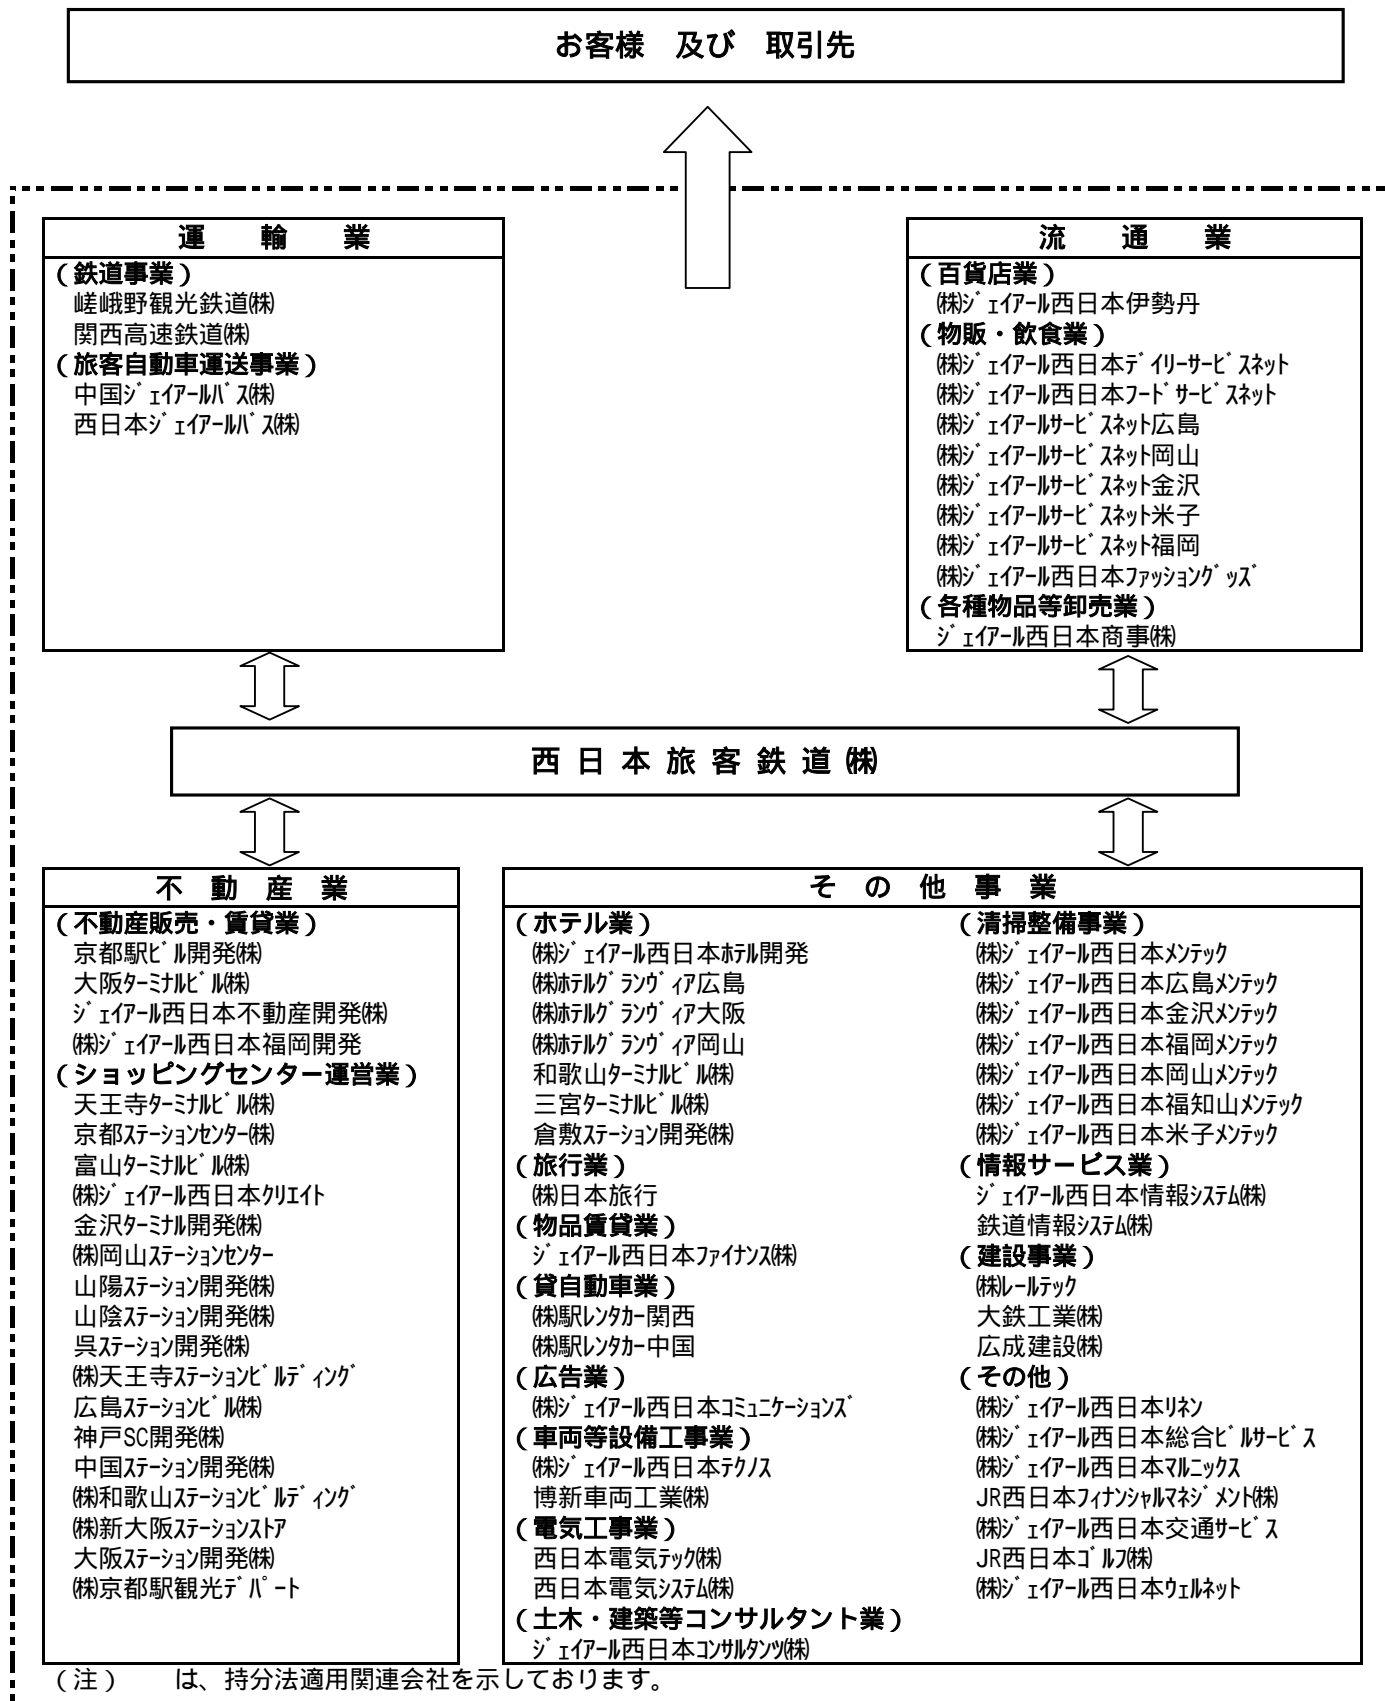 お客様　及び　取引先
運　輸　業
（鉄道事業）
嵯峨野観光鉄道㈱
関西高速鉄道㈱
（旅客自動車運送事業）
中国ｼﾞｪｲｱｰﾙﾊﾞｽ㈱
西日本ｼﾞｪｲｱｰﾙﾊﾞｽ㈱
流　通　業
（百貨店業）
㈱ｼﾞｪｲｱｰﾙ西日本伊勢丹
（物販・飲食業）
㈱ｼﾞｪｲｱｰﾙ西日本ﾃﾞｲﾘｰｻｰﾋﾞｽﾈｯﾄ
㈱ｼﾞｪｲｱｰﾙ西日本ﾌｰﾄﾞｻｰﾋﾞｽﾈｯﾄ
㈱ｼﾞｪｲｱｰﾙｻｰﾋﾞｽﾈｯﾄ広島
㈱ｼﾞｪｲｱｰﾙｻｰﾋﾞｽﾈｯﾄ岡山
㈱ｼﾞｪｲｱｰﾙｻｰﾋﾞｽﾈｯﾄ金沢
㈱ｼﾞｪｲｱｰﾙｻｰﾋﾞｽﾈｯﾄ米子
㈱ｼﾞｪｲｱｰﾙｻｰﾋﾞｽﾈｯﾄ福岡
㈱ｼﾞｪｲｱｰﾙ西日本ﾌｧｯｼｮﾝｸﾞｯｽﾞ
（各種物品等卸売業）
ｼﾞｪｲｱｰﾙ西日本商事㈱
西日本旅客鉄道㈱
不　動　産　業
（不動産販売・賃貸業）
京都駅ﾋﾞﾙ開発㈱
大阪ﾀｰﾐﾅﾙﾋﾞﾙ㈱
ｼﾞｪｲｱｰﾙ西日本不動産開発㈱
㈱ｼﾞｪｲｱｰﾙ西日本福岡開発
（ショッピングセンター運営業）
天王寺ﾀｰﾐﾅﾙﾋﾞﾙ㈱
京都ｽﾃｰｼｮﾝｾﾝﾀｰ㈱
富山ﾀｰﾐﾅﾙﾋﾞﾙ㈱
㈱ｼﾞｪｲｱｰﾙ西日本ｸﾘｴｲﾄ
金沢ﾀｰﾐﾅﾙ開発㈱
㈱岡山ｽﾃｰｼｮﾝｾﾝﾀｰ
山陽ｽﾃｰｼｮﾝ開発㈱
山陰ｽﾃｰｼｮﾝ開発㈱
呉ｽﾃｰｼｮﾝ開発㈱
㈱天王寺ｽﾃｰｼｮﾝﾋﾞﾙﾃﾞｨﾝｸﾞ
広島ｽﾃｰｼｮﾝﾋﾞﾙ㈱
神戸SC開発㈱
中国ｽﾃｰｼｮﾝ開発㈱
㈱和歌山ｽﾃｰｼｮﾝﾋﾞﾙﾃﾞｨﾝｸﾞ
㈱新大阪ｽﾃｰｼｮﾝｽﾄｱ
大阪ｽﾃｰｼｮﾝ開発㈱
㈱京都駅観光ﾃﾞﾊﾟｰﾄ
そ　の　他　事　業
（ホテル業）
㈱ｼﾞｪｲｱｰﾙ西日本ﾎﾃﾙ開発
㈱ﾎﾃﾙｸﾞﾗﾝｳﾞｨｱ広島
㈱ﾎﾃﾙｸﾞﾗﾝｳﾞｨｱ大阪
㈱ﾎﾃﾙｸﾞﾗﾝｳﾞｨｱ岡山
和歌山ﾀｰﾐﾅﾙﾋﾞﾙ㈱
三宮ﾀｰﾐﾅﾙﾋﾞﾙ㈱
倉敷ｽﾃｰｼｮﾝ開発㈱
（旅行業）
㈱日本旅行
（物品賃貸業）
ｼﾞｪｲｱｰﾙ西日本ﾌｧｲﾅﾝｽ㈱
（貸自動車業）
㈱駅ﾚﾝﾀｶｰ関西
㈱駅ﾚﾝﾀｶｰ中国
（広告業）
㈱ｼﾞｪｲｱｰﾙ西日本ｺﾐｭﾆｹｰｼｮﾝｽﾞ
（車両等設備工事業）
㈱ｼﾞｪｲｱｰﾙ西日本ﾃｸﾉｽ
博新車両工業㈱
（電気工事業）
西日本電気ﾃｯｸ㈱
西日本電気ｼｽﾃﾑ㈱
（土木・建築等コンサルタント業）
ｼﾞｪｲｱｰﾙ西日本ｺﾝｻﾙﾀﾝﾂ㈱
（清掃整備事業）
㈱ｼﾞｪｲｱｰﾙ西日本ﾒﾝﾃｯｸ
㈱ｼﾞｪｲｱｰﾙ西日本広島ﾒﾝﾃｯｸ
㈱ｼﾞｪｲｱｰﾙ西日本金沢ﾒﾝﾃｯｸ
㈱ｼﾞｪｲｱｰﾙ西日本福岡ﾒﾝﾃｯｸ
㈱ｼﾞｪｲｱｰﾙ西日本岡山ﾒﾝﾃｯｸ
㈱ｼﾞｪｲｱｰﾙ西日本福知山ﾒﾝﾃｯｸ
㈱ｼﾞｪｲｱｰﾙ西日本米子ﾒﾝﾃｯｸ
（情報サービス業）
ｼﾞｪｲｱｰﾙ西日本情報ｼｽﾃﾑ㈱
鉄道情報ｼｽﾃﾑ㈱
（建設事業）
㈱ﾚｰﾙﾃｯｸ
大鉄工業㈱
広成建設㈱
（その他）
㈱ｼﾞｪｲｱｰﾙ西日本ﾘﾈﾝ
㈱ｼﾞｪｲｱｰﾙ西日本総合ﾋﾞﾙｻｰﾋﾞｽ
㈱ｼﾞｪｲｱｰﾙ西日本ﾏﾙﾆｯｸｽ
JR西日本ﾌｨﾅﾝｼｬﾙﾏﾈｼﾞﾒﾝﾄ㈱
㈱ｼﾞｪｲｱｰﾙ西日本交通ｻｰﾋﾞｽ
JR西日本ｺﾞﾙﾌ㈱
㈱ｼﾞｪｲｱｰﾙ西日本ｳｪﾙﾈｯﾄ
（注）　　は、持分法適用関連会社を示しております。